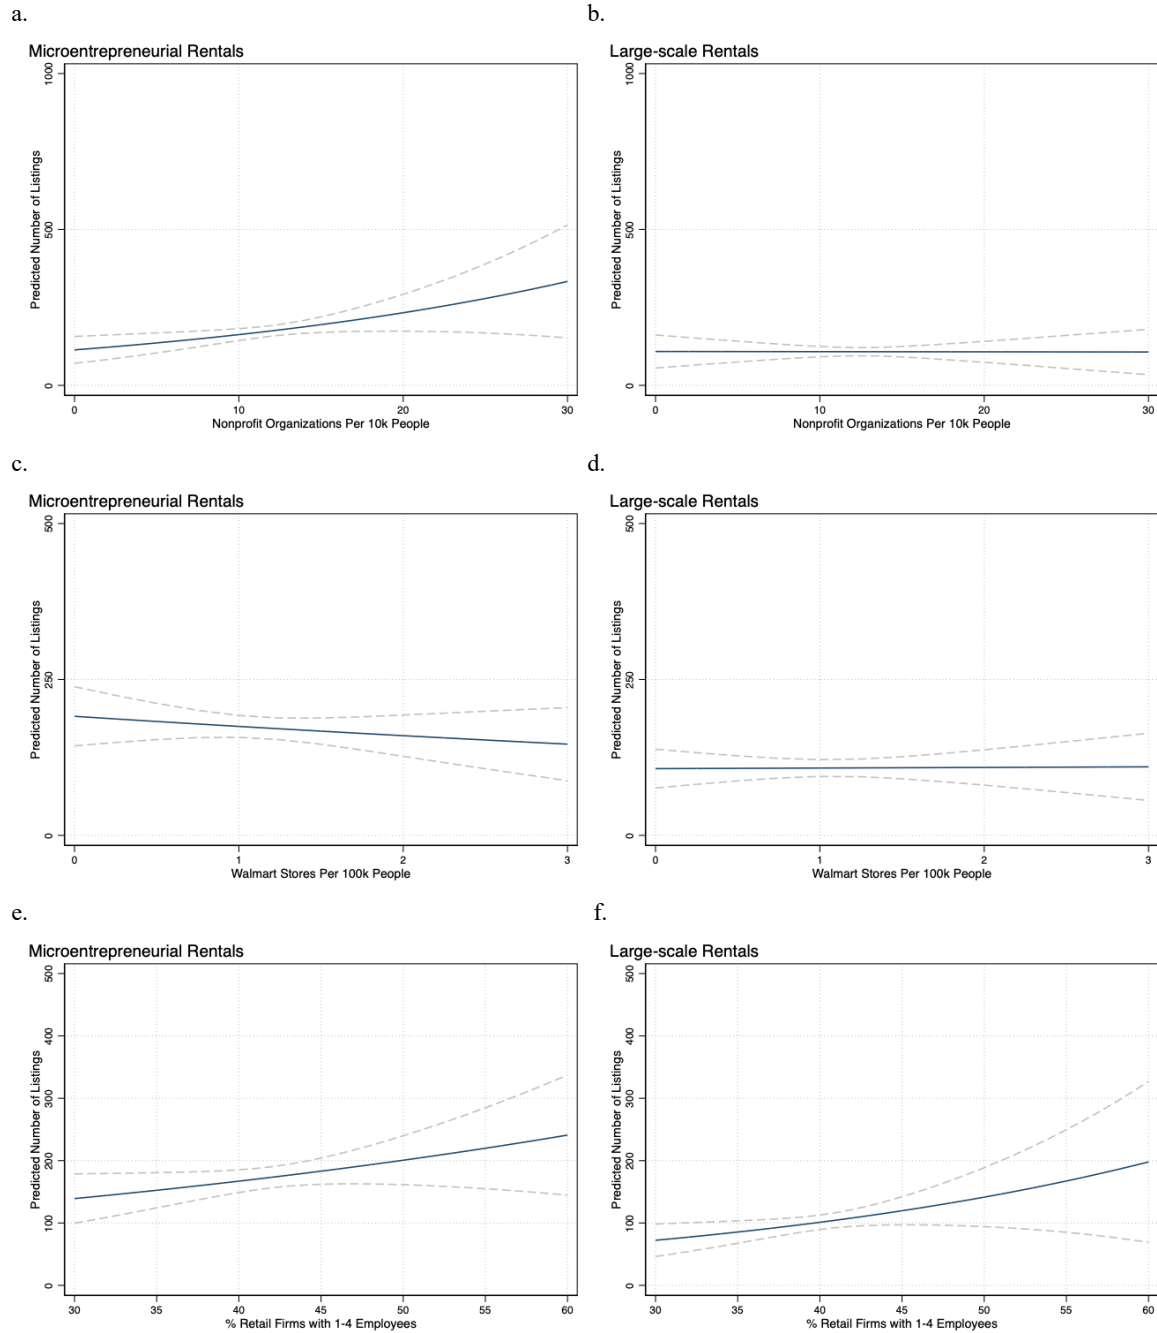 a.
Microentrepreneurial Rentals
Predicted Number of Listings
1000
500
0
0 10 20 30
Nonprofit Organizations Per 10k People
b.
Large-scale Rentals
Predicted Number of Listings
1000
500
0
0 10 20 30
Nonprofit Organizations Per 10k People
c.
Microentrepreneurial Rentals
Predicted Number of Listings
500
250
0
0 1 2 3
Walmart Stores Per 100k People
d.
Large-scale Rentals
Predicted Number of Listings
500
250
0
0 1 2 3
Walmart Stores Per 100k People
e.
Microentrepreneurial Rentals
Predicted Number of Listings
500
400
300
200
100
0
30 35 40 45 50 55 60
% Retail Firms with 1-4 Employees
f.
Large-scale Rentals
Predicted Number of Listings
500
400
300
200
100
0
30 35 40 45 50 55 60
% Retail Firms with 1-4 Employees